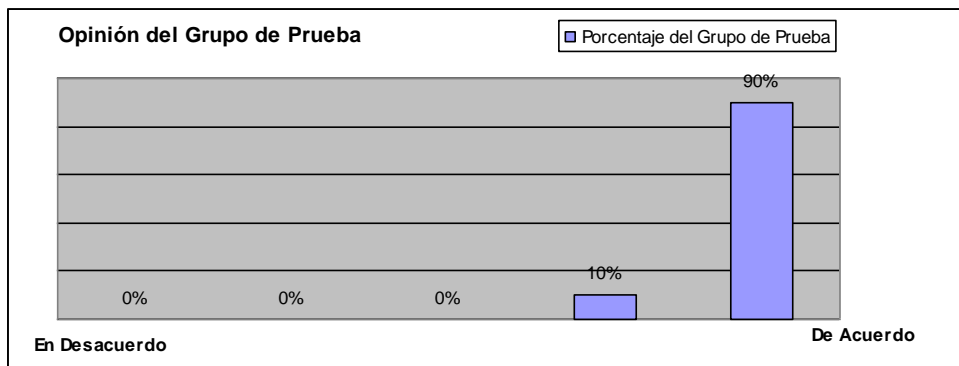 Opinión del Grupo de Prueba
Porcentaje del Grupo de Prueba
90%
10%
0% 0% 0%
En Desacuerdo
De Acuerdo